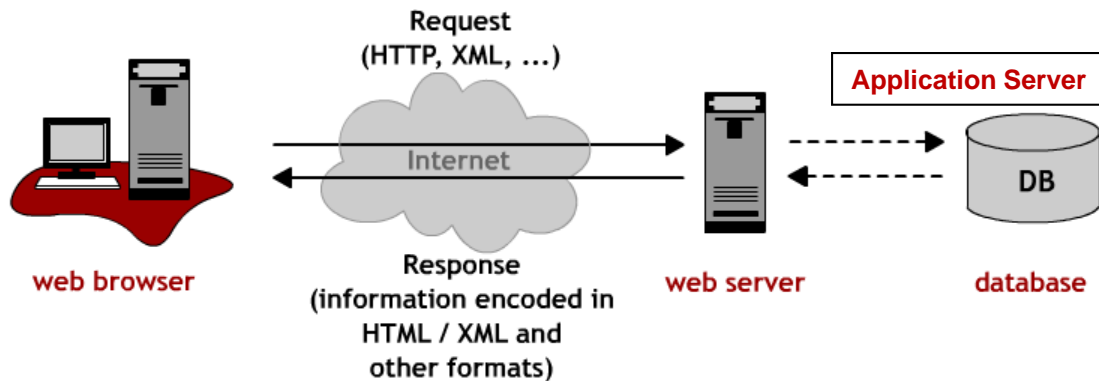 Request
(HTTP, XML, ...)
Application Server
Internet
DB
web browser
Response
(information encoded in
HTML / XML and
other formats)
web server
database